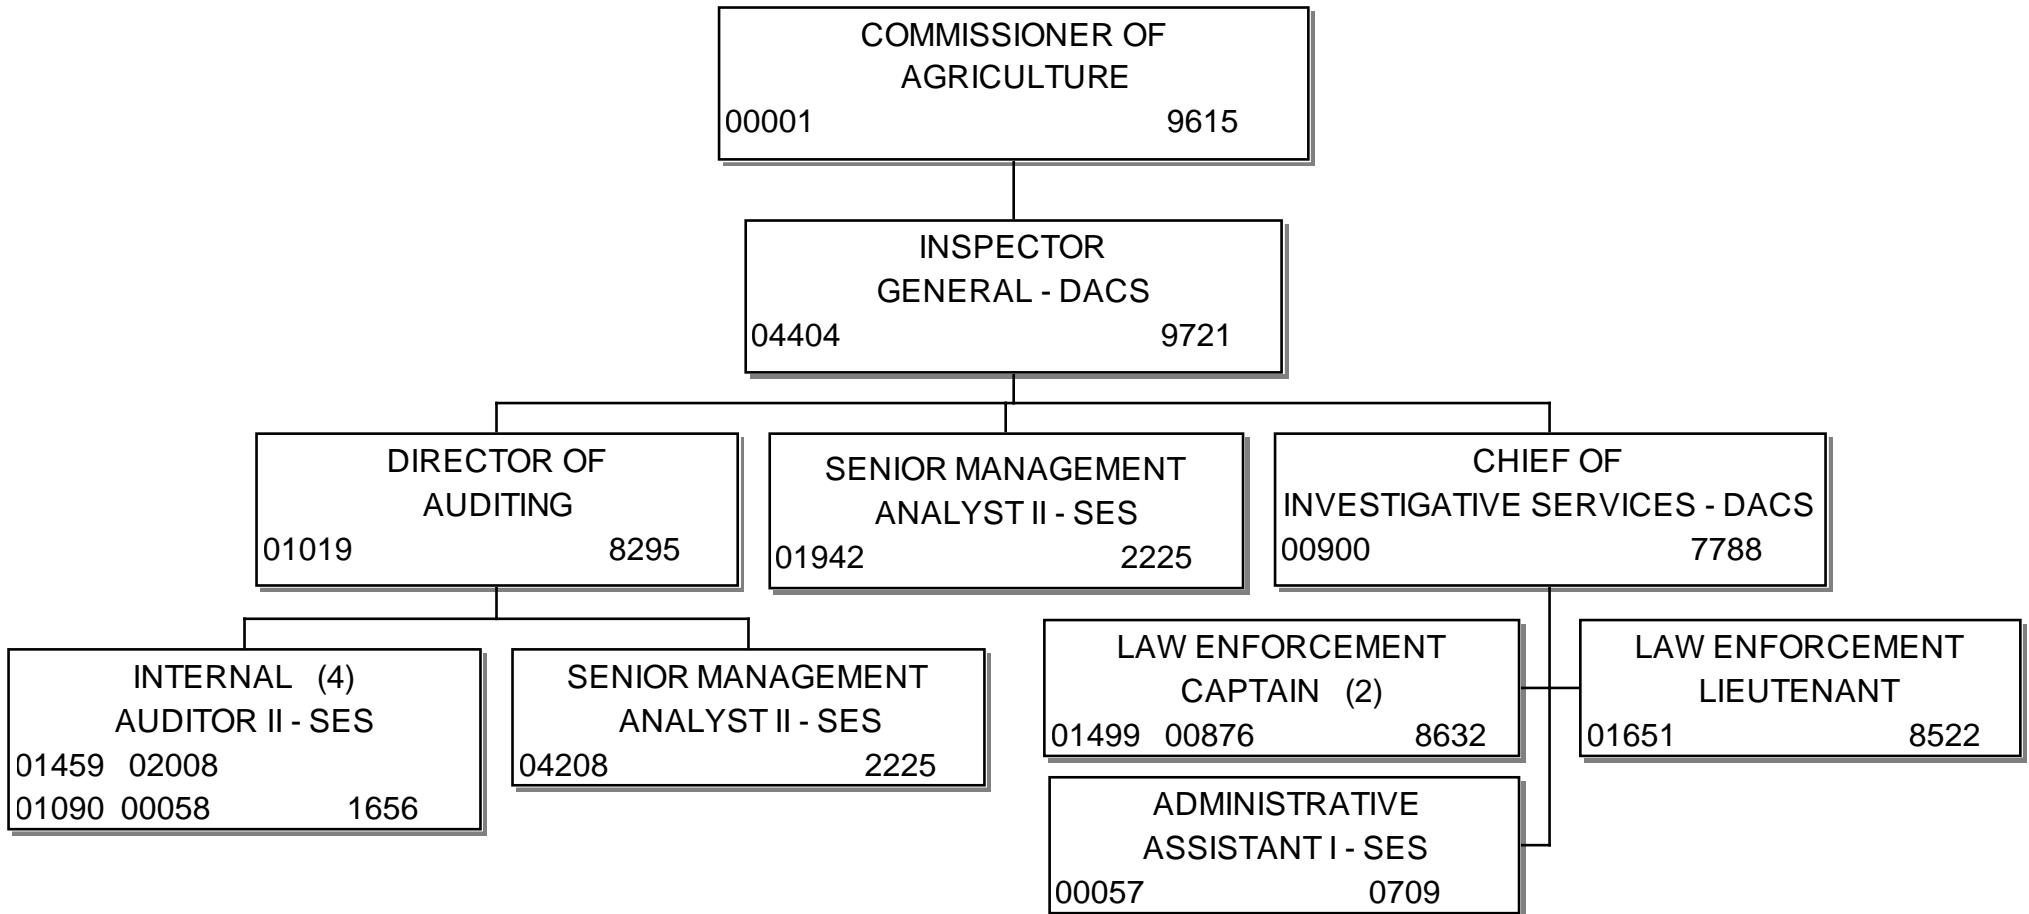 COMMISSIONER OF
AGRICULTURE
00001 9615
INSPECTOR
GENERAL - DACS
04404 9721
DIRECTOR OF
AUDITING
01019 8295
SENIOR MANAGEMENT
ANALYST II - SES
01942 2225
CHIEF OF
INVESTIGATIVE SERVICES - DACS
00900 7788
INTERNAL (4)
AUDITOR II - SES
01459 02008
01090 00058 1656
SENIOR MANAGEMENT
ANALYST II - SES
04208 2225
LAW ENFORCEMENT
CAPTAIN (2)
01499 00876 8632
LAW ENFORCEMENT
LIEUTENANT
01651 8522
ADMINISTRATIVE
ASSISTANT I - SES
00057 0709